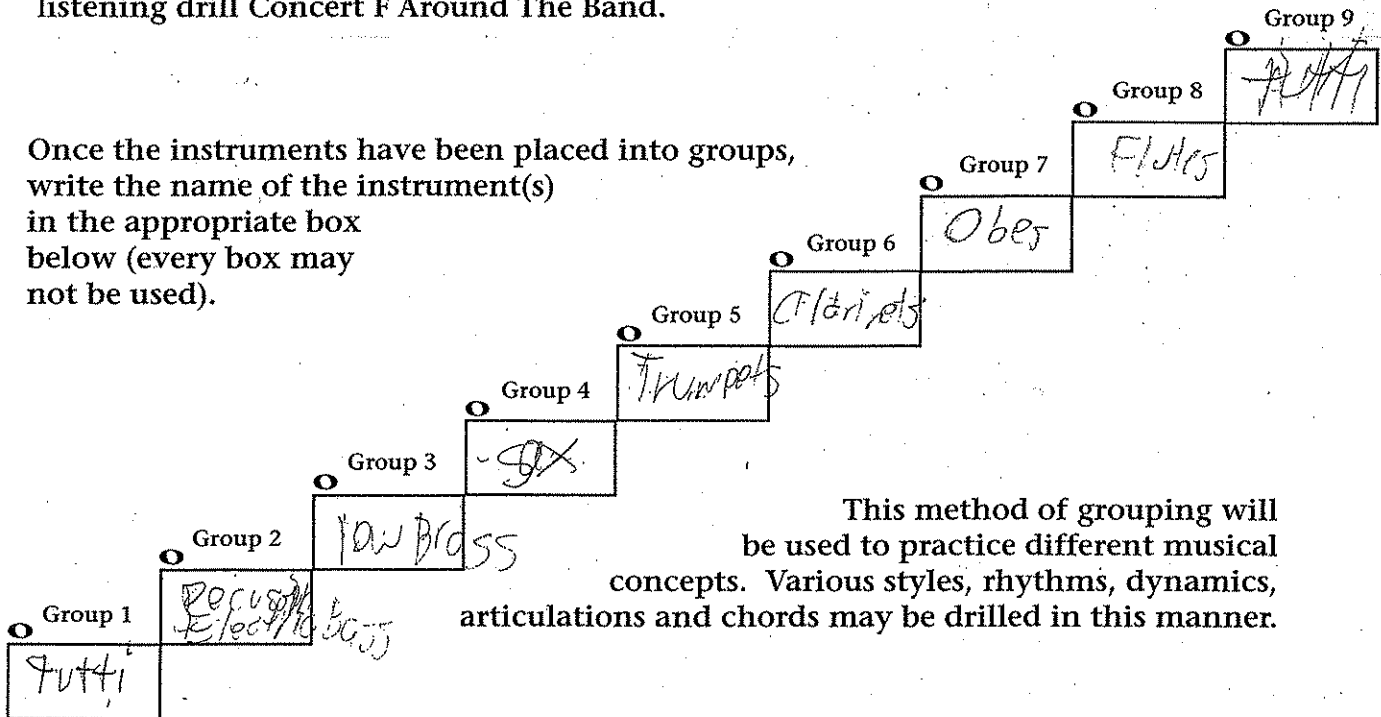 listening drill Concert F Around The Band.
Group 9
tutti
Group 8
Flutes
Once the instruments have been placed into groups,
write the name of the instrument(s)
in the appropriate box
below (every box may
not be used).
Group 7
Obes
Group 6
Clarinets
Group 5
Trumpets
Group 4
-sax
Group 3
low Brass
This method of grouping will
be used to practice different musical
concepts. Various styles, rhythms, dynamics,
articulations and chords may be drilled in this manner.
Group 2
Electric bass
Group 1
tutti